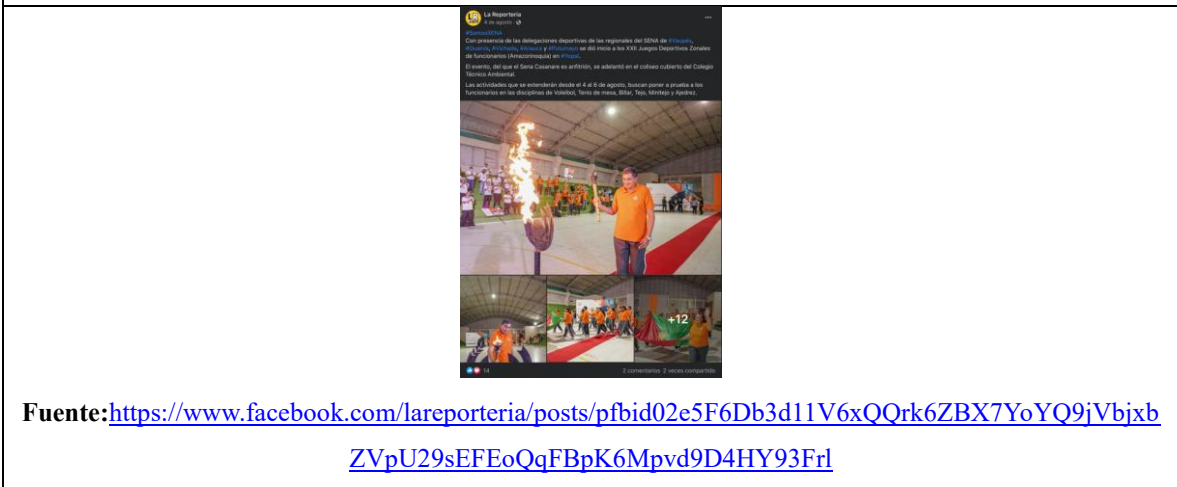 La Reportería
4 de agosto
#SomosSENA
Con presencia de las delegaciones deportivas de las regionales del SENA de #Vaupés,
#Guainía, #Vichada, #Arauca y #Putumayo se dió inicio a los XXII Juegos Deportivos Zonales
de funcionarios (Amazorinoquia) en #Yopal.
El evento, del que el Sena Casanare es anfitrión, se adelantó en el coliseo cubierto del Colegio
Técnico Ambiental.
Las actividades que se extenderán desde el 4 al 6 de agosto, buscan poner a prueba a los
funcionarios en las disciplinas de Voleibol, Tenis de mesa, Billar, Tejo, Minitejo y Ajedrez.
+12
14
2 comentarios 2 veces compartido
Fuente:https://www.facebook.com/lareporteria/posts/pfbid02e5F6Db3d11V6xQQrk6ZBX7YoYQ9jVbjxb
ZVpU29sEFEoQqFBpK6Mpvd9D4HY93Frl